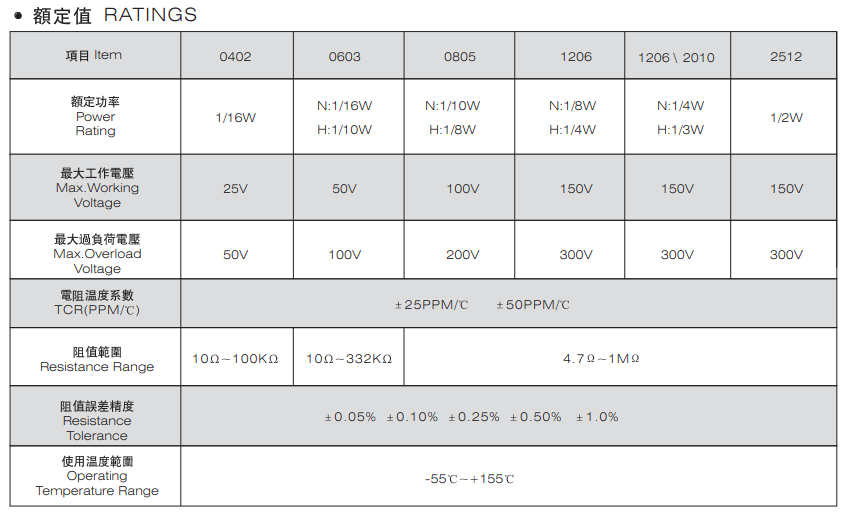 ● 額定值 RATINGS
項目 Item 0402 0603 0805 1206 1206 \ 2010 2512
額定功率
Power
Rating
1/16W
N:1/16W
H:1/10W
N:1/10W
H:1/8W
N:1/8W
H:1/4W
N:1/4W
H:1/3W
1/2W
最大工作電壓
Max.Working
Voltage
25V 50V 100V 150V 150V 150V
最大過負荷電壓
Max.Overload
Voltage
50V 100V 200V 300V 300V 300V
電阻温度系數
TCR(PPM/℃)
±25PPM/℃ ±50PPM/℃
阻值範圍
Resistance Range
10Ω~100KΩ 10Ω~332KΩ 4.7Ω~1MΩ
阻值誤差精度
Resistance
Tolerance
±0.05% ±0.10% ±0.25% ±0.50% ±1.0%
使用温度範圍
Operating
Temperature Range
-55℃~+155℃